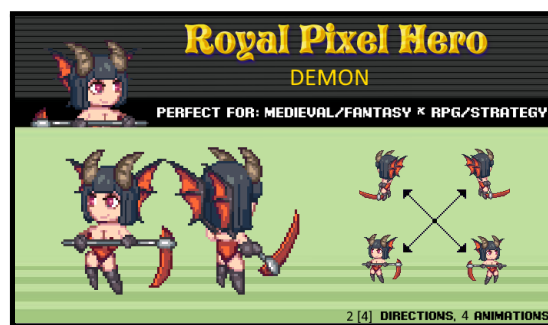 Royal Pixel Hero
DEMON
PERFECT FOR: MEDIEVAL/FANTASY * RPG/STRATEGY
2 [4] DIRECTIONS, 4 ANIMATIONS